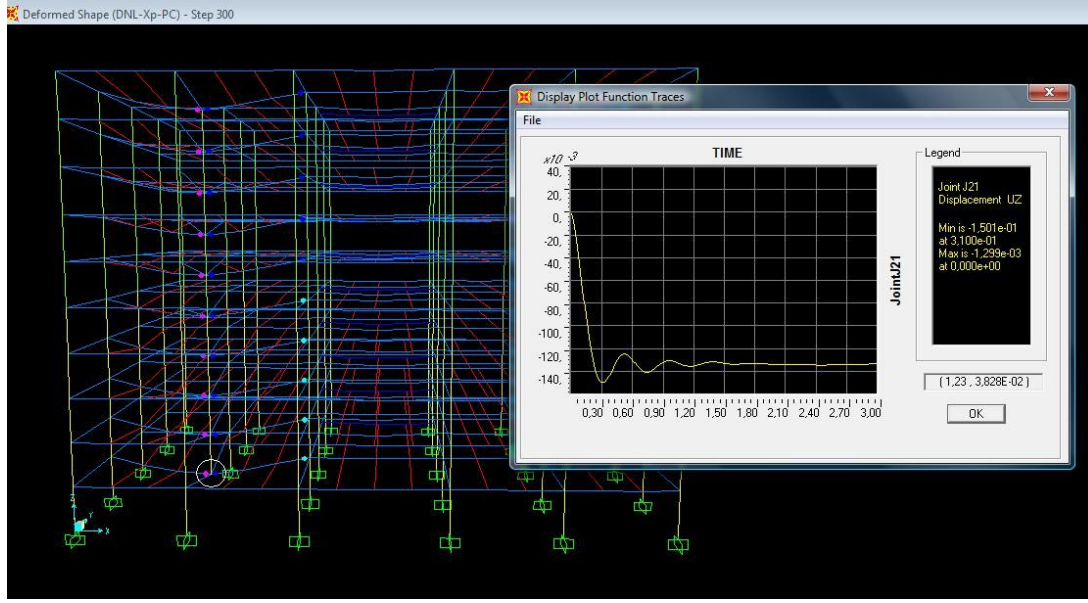 Deformed Shape (DNL-Xp-PC) - Step 300
Display Plot Function Traces
File
x10 -3
TIME
40,
20,
0,
-20,
-40,
-60,
-80,
-100,
-120,
-140,
0,30 0,60 0,90 1,20 1,50 1,80 2,10 2,40 2,70 3,00
JointJ21
Legend
Joint J21
Displacement UZ
Min is -1,501e-01
at 3,100e-01
Max is -1,299e-03
at 0,000e+00
( 1,23 , 3,828E-02 )
OK
Z
Y
X